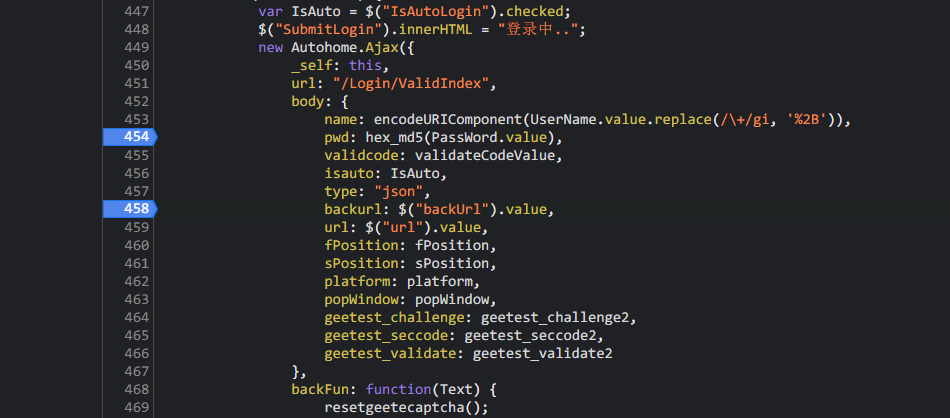 447 var IsAuto = $("IsAutoLogin").checked;
448 $("SubmitLogin").innerHTML = "登录中..";
449 new Autohome.Ajax({
450 _self: this,
451 url: "/Login/ValidIndex",
452 body: {
453 name: encodeURIComponent(UserName.value.replace(/\+/gi, '%2B')),
454 pwd: hex_md5(PassWord.value),
455 validcode: validateCodeValue,
456 isauto: IsAuto,
457 type: "json",
458 backurl: $("backUrl").value,
459 url: $("url").value,
460 fPosition: fPosition,
461 sPosition: sPosition,
462 platform: platform,
463 popWindow: popWindow,
464 geetest_challenge: geetest_challenge2,
465 geetest_seccode: geetest_seccode2,
466 geetest_validate: geetest_validate2
467 },
468 backFun: function(Text) {
469 resetgeetecaptcha();